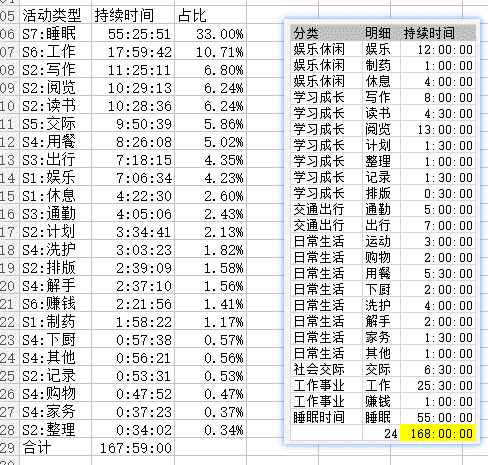 05 活动类型 持续时间 占比
06 S7:睡眠 55:25:51 33.00%
07 S6:工作 17:59:42 10.71%
08 S2:写作 11:25:11 6.80%
09 S2:阅览 10:29:13 6.24%
10 S2:读书 10:28:36 6.24%
11 S5:交际 9:50:39 5.86%
12 S4:用餐 8:26:08 5.02%
13 S3:出行 7:18:15 4.35%
14 S1:娱乐 7:06:34 4.23%
15 S1:休息 4:22:30 2.60%
16 S3:通勤 4:05:06 2.43%
17 S2:计划 3:34:41 2.13%
18 S4:洗护 3:03:23 1.82%
19 S2:排版 2:39:09 1.58%
20 S4:解手 2:37:10 1.56%
21 S6:赚钱 2:21:56 1.41%
22 S1:制药 1:58:22 1.17%
23 S4:下厨 0:57:38 0.57%
24 S4:其他 0:56:21 0.56%
25 S2:记录 0:53:31 0.53%
26 S4:购物 0:47:52 0.47%
27 S4:家务 0:37:23 0.37%
28 S2:整理 0:34:02 0.34%
29 合计 167:59:00
分类 明细 持续时间
娱乐休闲 娱乐 12:00:00
娱乐休闲 制药 1:00:00
娱乐休闲 休息 4:00:00
学习成长 写作 8:00:00
学习成长 读书 4:30:00
学习成长 阅览 13:00:00
学习成长 计划 1:30:00
学习成长 整理 1:00:00
学习成长 记录 1:30:00
学习成长 排版 0:30:00
交通出行 通勤 5:00:00
交通出行 出行 7:00:00
日常生活 运动 3:00:00
日常生活 购物 2:00:00
日常生活 用餐 5:30:00
日常生活 下厨 2:00:00
日常生活 洗护 4:00:00
日常生活 解手 2:00:00
日常生活 家务 1:30:00
日常生活 其他 1:00:00
社会交际 交际 6:30:00
工作事业 工作 25:30:00
工作事业 赚钱 1:00:00
睡眠时间 睡眠 55:00:00
24 168:00:00